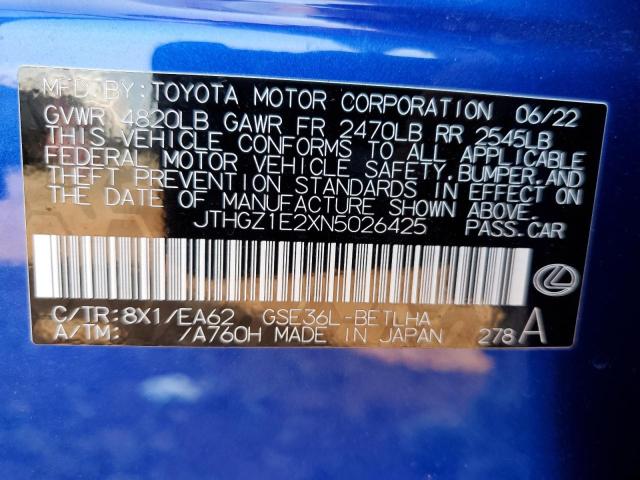 MFD. BY: TOYOTA MOTOR CORPORATION 06/22
GVWR 4820LB GAWR FR 2470LB RR 2545LB
THIS VEHICLE CONFORMS TO ALL APPLICABLE
FEDERAL MOTOR VEHICLE SAFETY, BUMPER, AND
THEFT PREVENTION STANDARDS IN EFFECT ON
THE DATE OF MANUFACTURE SHOWN ABOVE.
JTHGZ1E2XN5026425 PASS.CAR
C/TR: 8X1/EA62 GSE36L-BETLHA
A/TM: /A760H MADE IN JAPAN 278 A